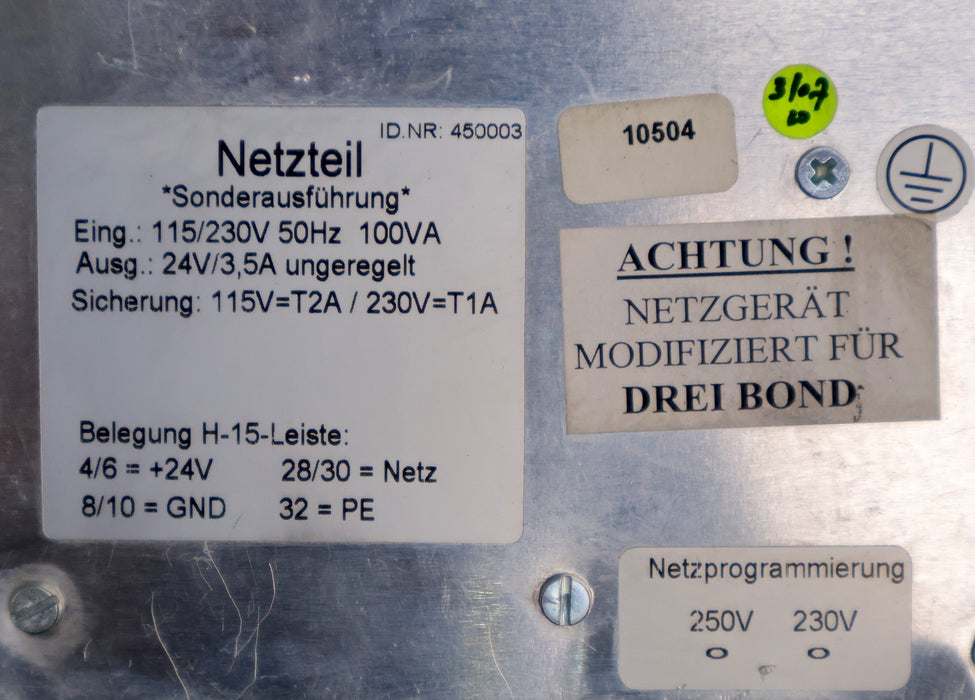 ID.NR: 450003
Netzteil
*Sonderausführung*
Eing.: 115/230V 50Hz 100VA
Ausg.: 24V/3,5A ungeregelt
Sicherung: 115V=T2A / 230V=T1A
Belegung H-15-Leiste:
4/6 = +24V 28/30 = Netz
8/10 = GND 32 = PE
10504
3/07
ACHTUNG !
NETZGERÄT
MODIFIZIERT FÜR
DREI BOND
Netzprogrammierung
250V 230V